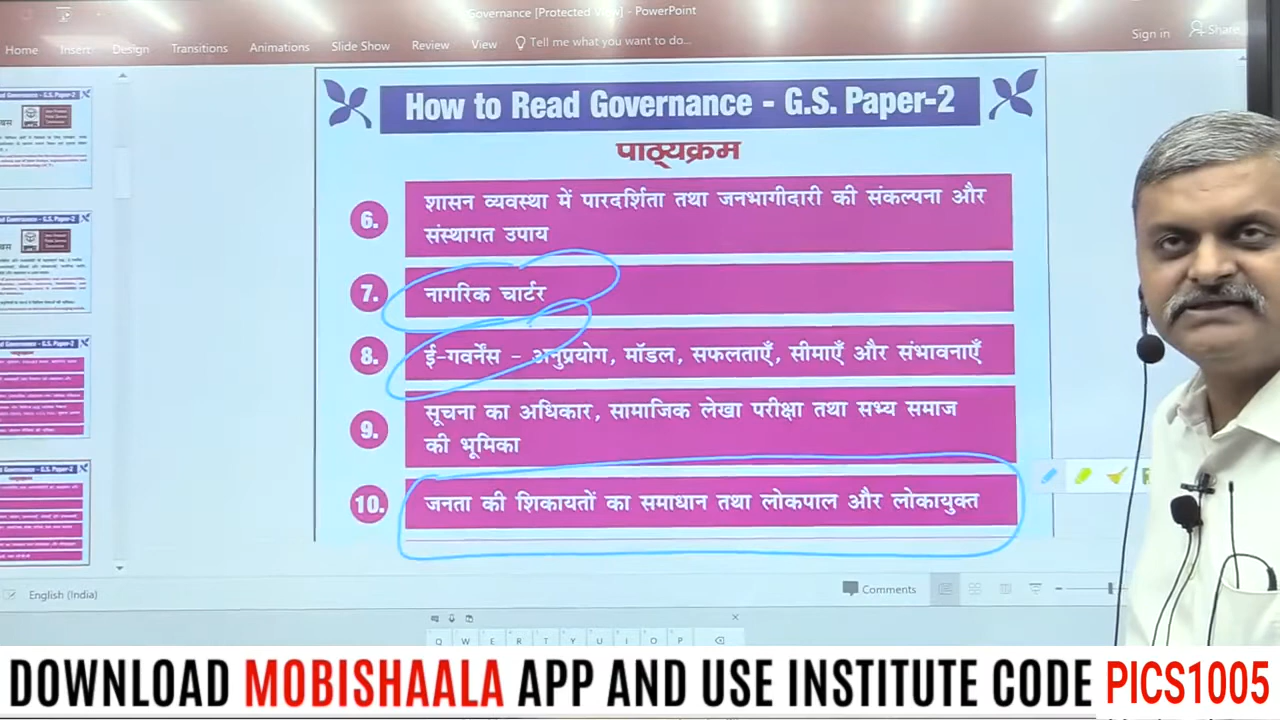 Governance [Protected View] - PowerPoint
Home Insert Design Transitions Animations Slide Show Review View Tell me what you want to do...
Sign in Share
How to Read Governance - G.S. Paper-2
पाठ्यक्रम
6. शासन व्यवस्था में पारदर्शिता तथा जनभागीदारी की संकल्पना और
संस्थागत उपाय
7. नागरिक चार्टर
8. ई-गवर्नेंस - अनुप्रयोग, मॉडल, सफलताएँ, सीमाएँ और संभावनाएँ
9. सूचना का अधिकार, सामाजिक लेखा परीक्षा तथा सभ्य समाज
की भूमिका
10. जनता की शिकायतों का समाधान तथा लोकपाल और लोकायुक्त
English (India)
Comments
Q W E R T Y U I O P
DOWNLOAD MOBISHAALA APP AND USE INSTITUTE CODE PICS1005